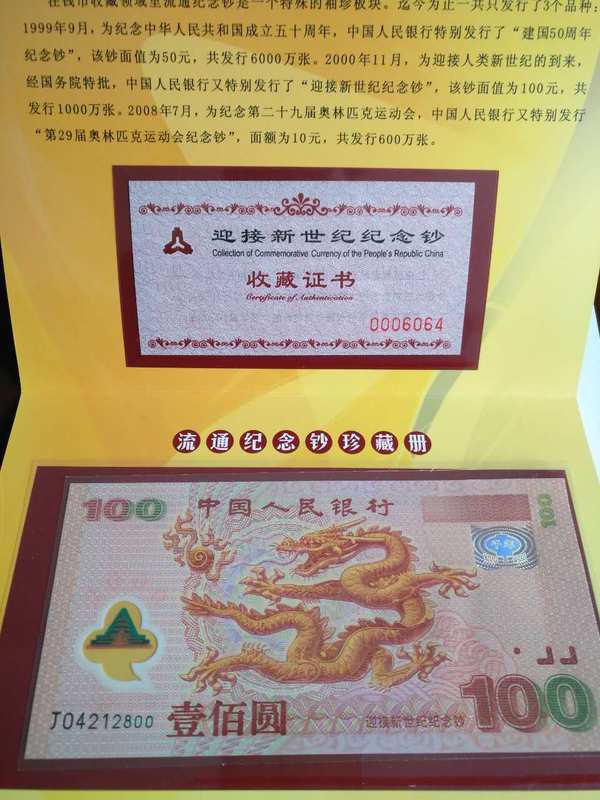 在钱币收藏领域里流通纪念钞是一个特殊的袖珍板块。迄今为止一共只发行了3个品种:
1999年9月,为纪念中华人民共和国成立五十周年,中国人民银行特别发行了“建国50周年
纪念钞”,该钞面值为50元,共发行6000万张。2000年11月,为迎接人类新世纪的到来,
经国务院特批,中国人民银行又特别发行了“迎接新世纪纪念钞”,该钞面值为100元,共
发行1000万张。2008年7月,为纪念第二十九届奥林匹克运动会,中国人民银行又特别发行
“第29届奥林匹克运动会纪念钞”,面额为10元,共发行600万张。
迎接新世纪纪念钞
Collection of Commemorative Currency of the People's Republic China
收藏证书
Certificate of Authentication
0006064
流通纪念钞珍藏册
100 中国人民银行
100
J04212800
壹佰圆
迎接新世纪纪念钞
100